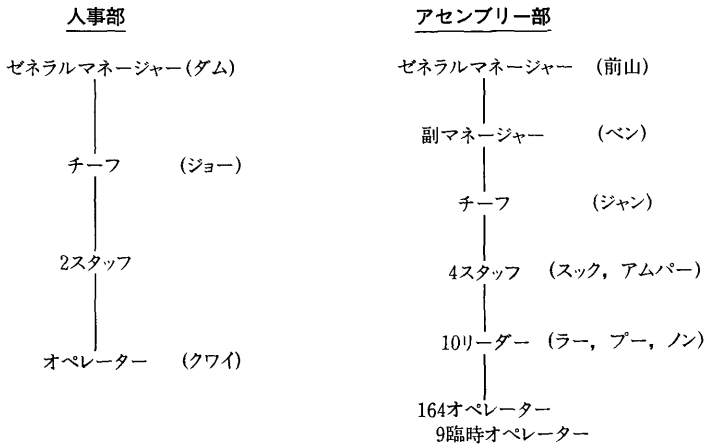 人事部
ゼネラルマネージャー(ダム)
チーフ (ジョー)
2スタッフ
オペレーター (クワイ)
アセンブリー部
ゼネラルマネージャー (前山)
副マネージャー (ベン)
チーフ (ジャン)
4スタッフ (スック，アムパー)
10リーダー (ラー，プー，ノン)
164オペレーター
9臨時オペレーター